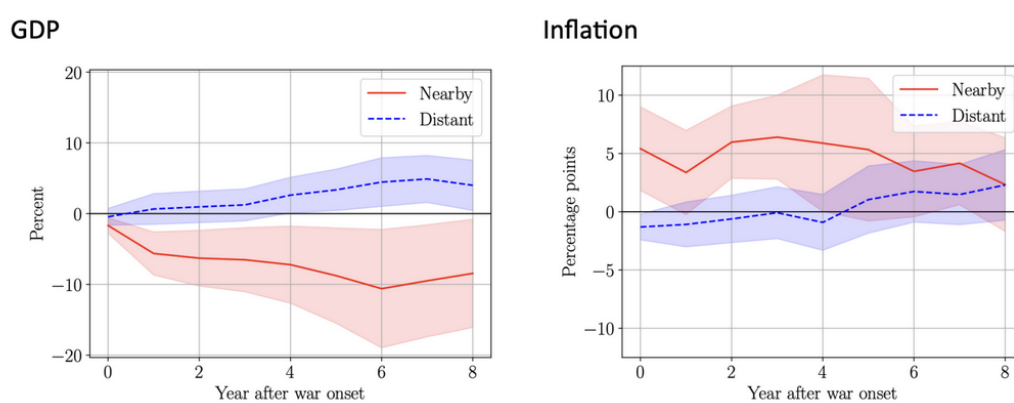 GDP
Inflation
20
10
0
−10
−20
Percent
Nearby
Distant
0
2
4
6
8
Year after war onset
10
5
0
−5
−10
Percentage points
Nearby
Distant
0
2
4
6
8
Year after war onset